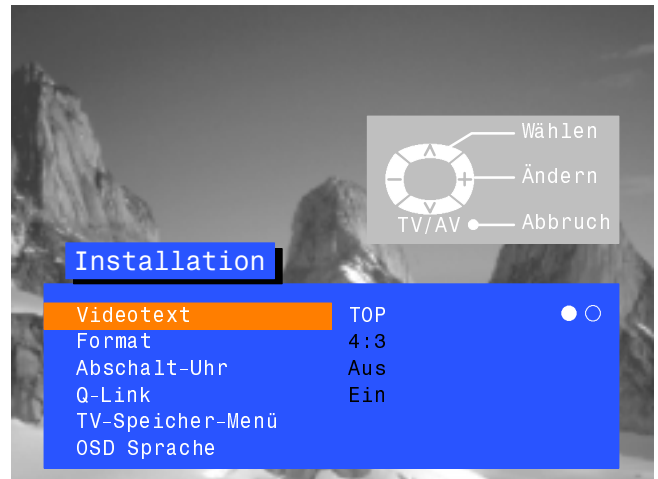 Wählen
Ändern
TV/AV Abbruch
Installation
Videotext TOP
Format 4:3
Abschalt-Uhr Aus
Q-Link Ein
TV-Speicher-Menü
OSD Sprache